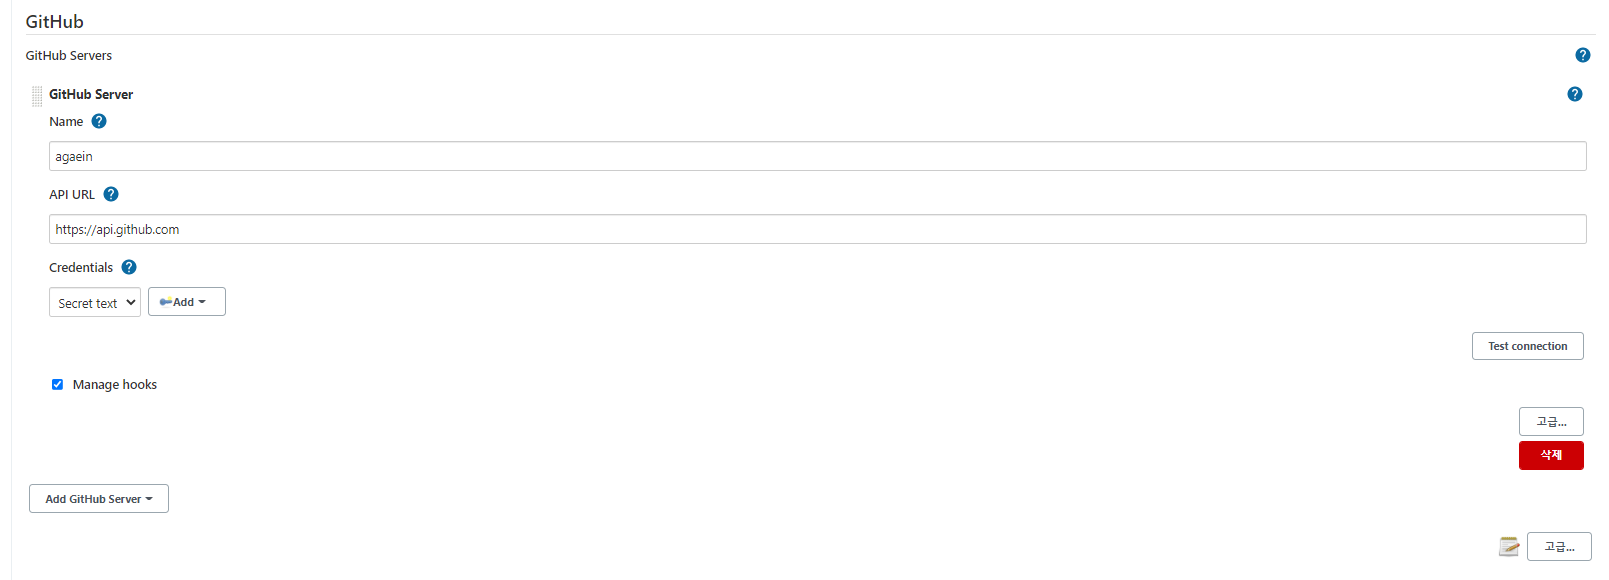 GitHub
GitHub Servers ?
GitHub Server ?
Name ?
agaein
API URL ?
https://api.github.com
Credentials ?
Secret text Add
Test connection
Manage hooks
고급...
삭제
Add GitHub Server
고급...